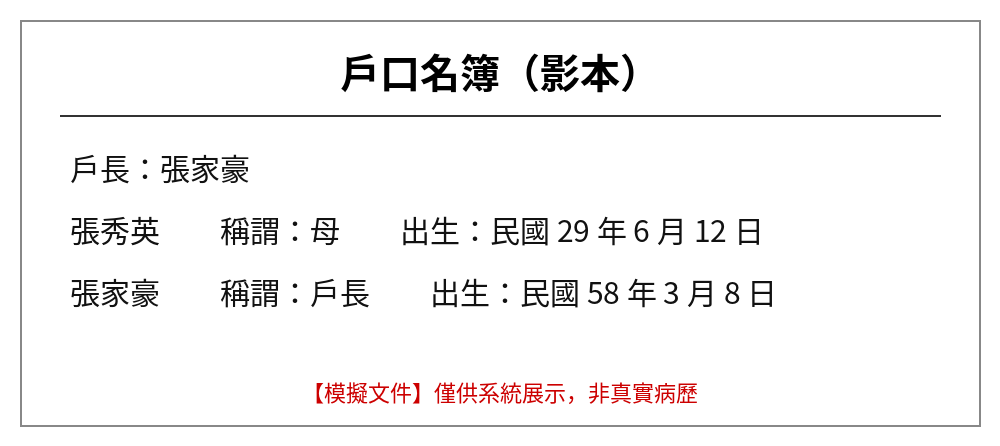 戶口名簿（影本）
戶長：張家豪
張秀英　　稱謂：母　　出生：民國 29 年 6 月 12 日
張家豪　　稱謂：戶長　　出生：民國 58 年 3 月 8 日
【模擬文件】僅供系統展示，非真實病歷